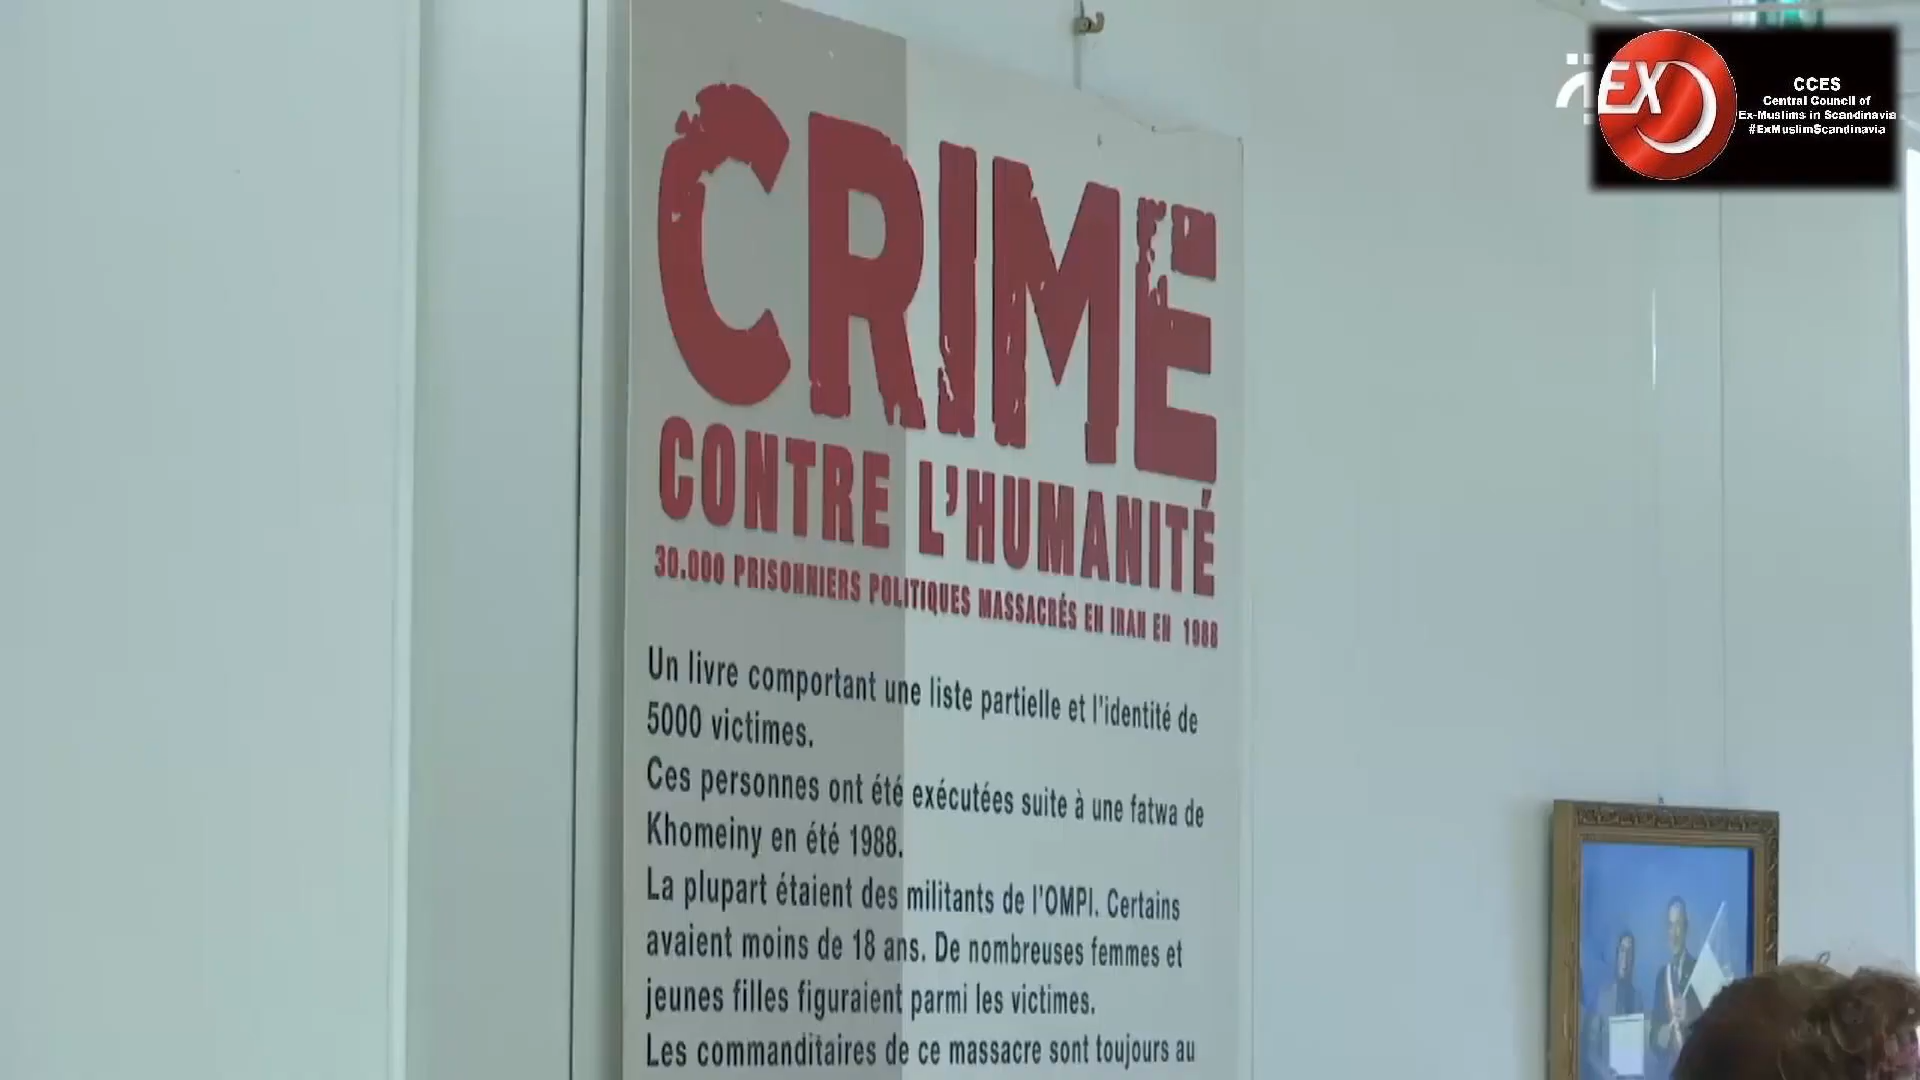 CRIME
CONTRE L'HUMANITÉ
30.000 PRISONNIERS POLITIQUES MASSACRÉS EN IRAN EN 1988
Un livre comportant une liste partielle et l'identité de
5000 victimes.
Ces personnes ont été exécutées suite à une fatwa de
Khomeiny en été 1988.
La plupart étaient des militants de l'OMPI. Certains
avaient moins de 18 ans. De nombreuses femmes et
jeunes filles figuraient parmi les victimes.
Les commanditaires de ce massacre sont toujours au
EX
CCES
Central Council of
Ex-Muslims in Scandinavia
#ExMuslimScandinavia